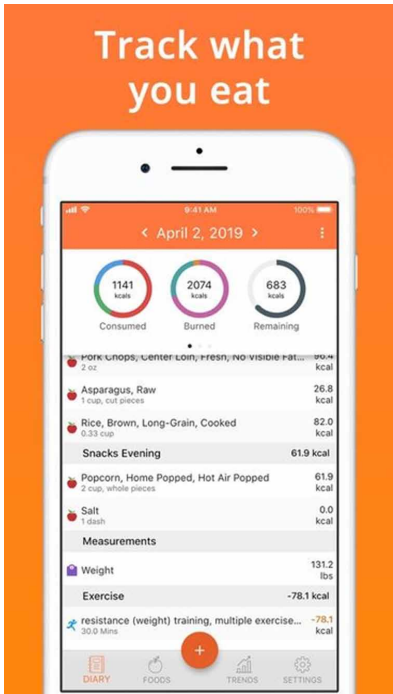 Track what
you eat
9:41 AM
100%
April 2, 2019
1141
kcals
2074
kcals
683
kcals
Consumed
Burned
Remaining
Pork Chops, Center Loin, Fresh, No Visible Fat...
2 oz
kcal
Asparagus, Raw
26.8
1 cup, cut pieces
kcal
Rice, Brown, Long-Grain, Cooked
82.0
0.33 cup
kcal
Snacks Evening
61.9 kcal
Popcorn, Home Popped, Hot Air Popped
61.9
2 cup, whole pieces
kcal
Salt
0.0
1 dash
kcal
Measurements
Weight
131.2
lbs
Exercise
-78.1 kcal
resistance (weight) training, multiple exercise...
-78.1
30.0 Mins
kcal
+
DIARY
FOODS
TRENDS
SETTINGS